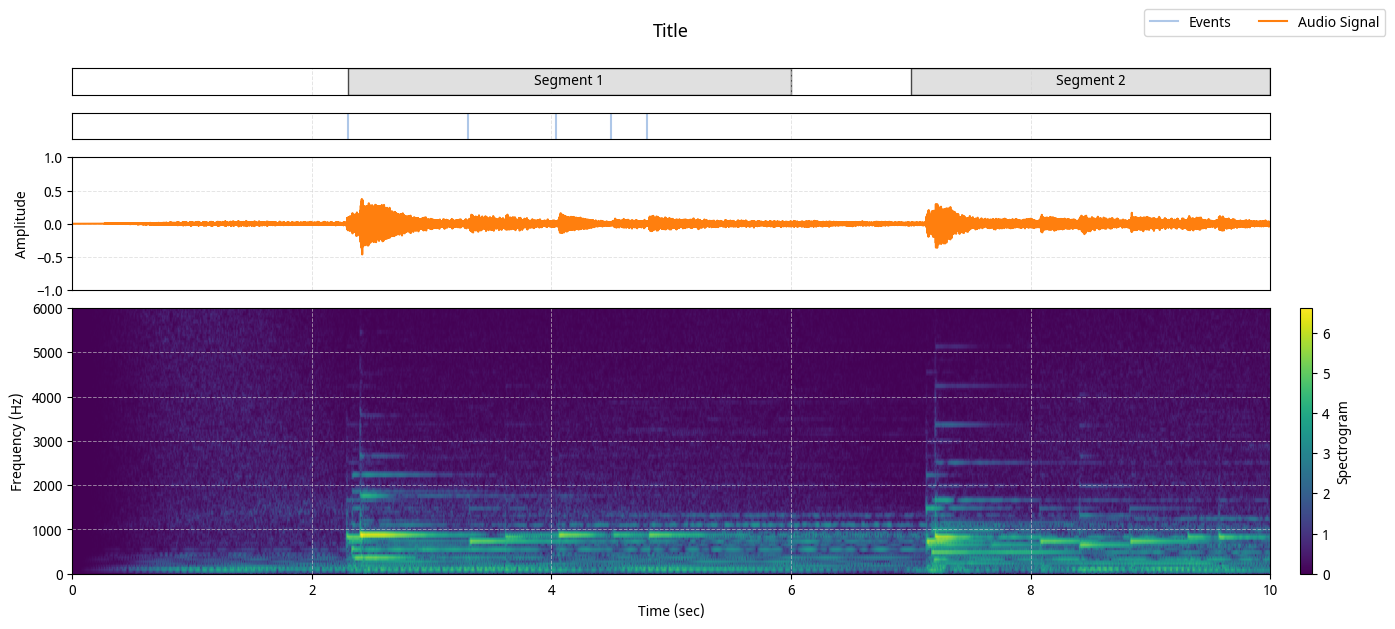 Events
Audio Signal
Title
Segment 1
Segment 2
1.0
0.5
0.0
−0.5
−1.0
Amplitude
6000
5000
4000
3000
2000
1000
0
Frequency (Hz)
0
2
4
6
8
10
Time (sec)
6
5
4
3
2
1
0
Spectrogram